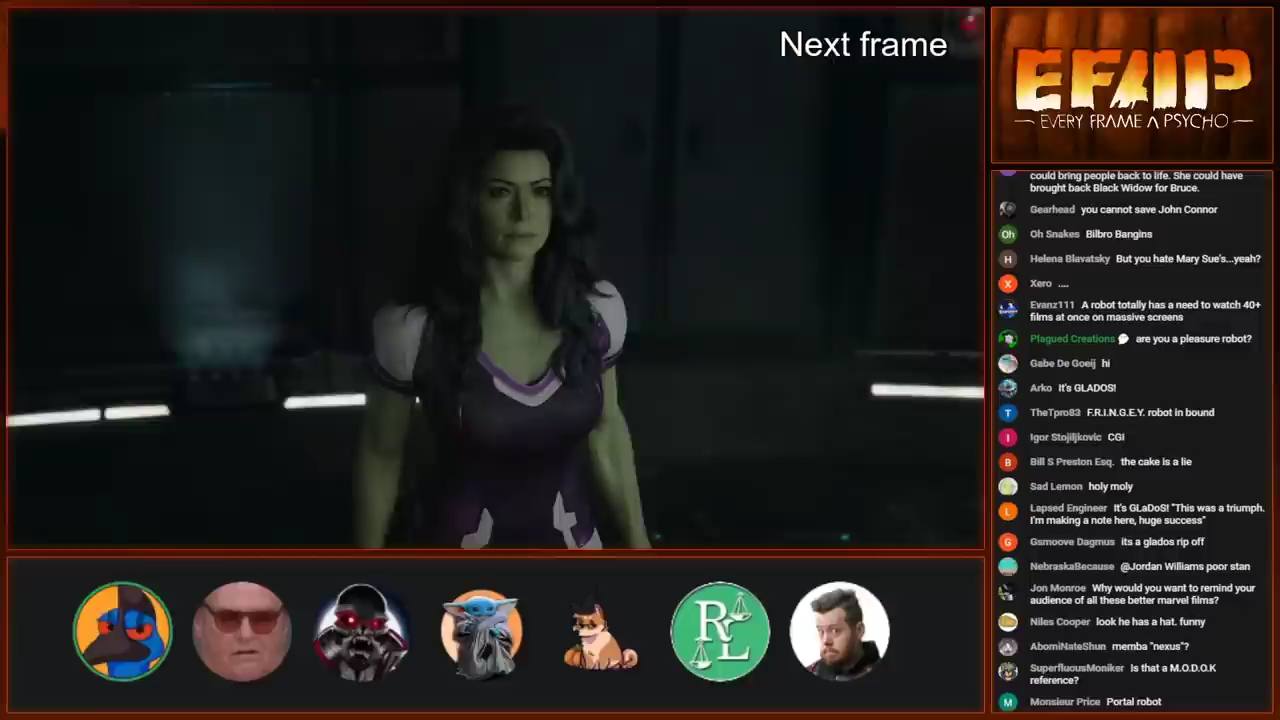 Next frame
EFAP
EVERY FRAME A PSYCHO
could bring people back to life. She could have
brought back Black Widow for Bruce.
Gearhead you cannot save John Connor
Oh
Oh Snakes Bilbro Bangins
H
Helena Blavatsky But you hate Mary Sue's...yeah?
X
Xero ....
Evanz111 A robot totally has a need to watch 40+
films at once on massive screens
Plagued Creations are you a pleasure robot?
Gabe De Goeij hi
Arko It's GLADOS!
T
TheTpro83 F.R.I.N.G.E.Y. robot in bound
I
Igor Stojiljkovic CGI
B
Bill S Preston Esq. the cake is a lie
Sad Lemon holy moly
L
Lapsed Engineer It's GLaDoS! "This was a triumph.
I'm making a note here, huge success"
G
Gsmoove Dagmus its a glados rip off
NebraskaBecause @Jordan Williams poor stan
Jon Monroe Why would you want to remind your
audience of all these better marvel films?
Niles Cooper look he has a hat. funny
AbomiNateShun memba "nexus"?
SuperfluousMoniker Is that a M.O.D.O.K
reference?
M
Monsieur Price Portal robot
RL